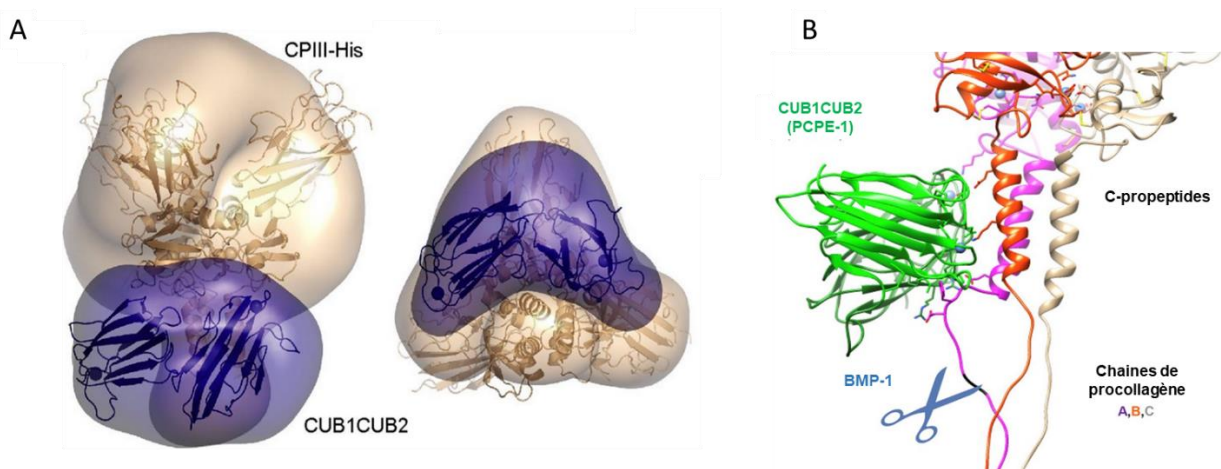 A
CPIII-His
CUB1CUB2
B
CUB1CUB2
(PCPE-1)
C-propeptides
BMP-1
Chaines de
procollagène
A,B,C